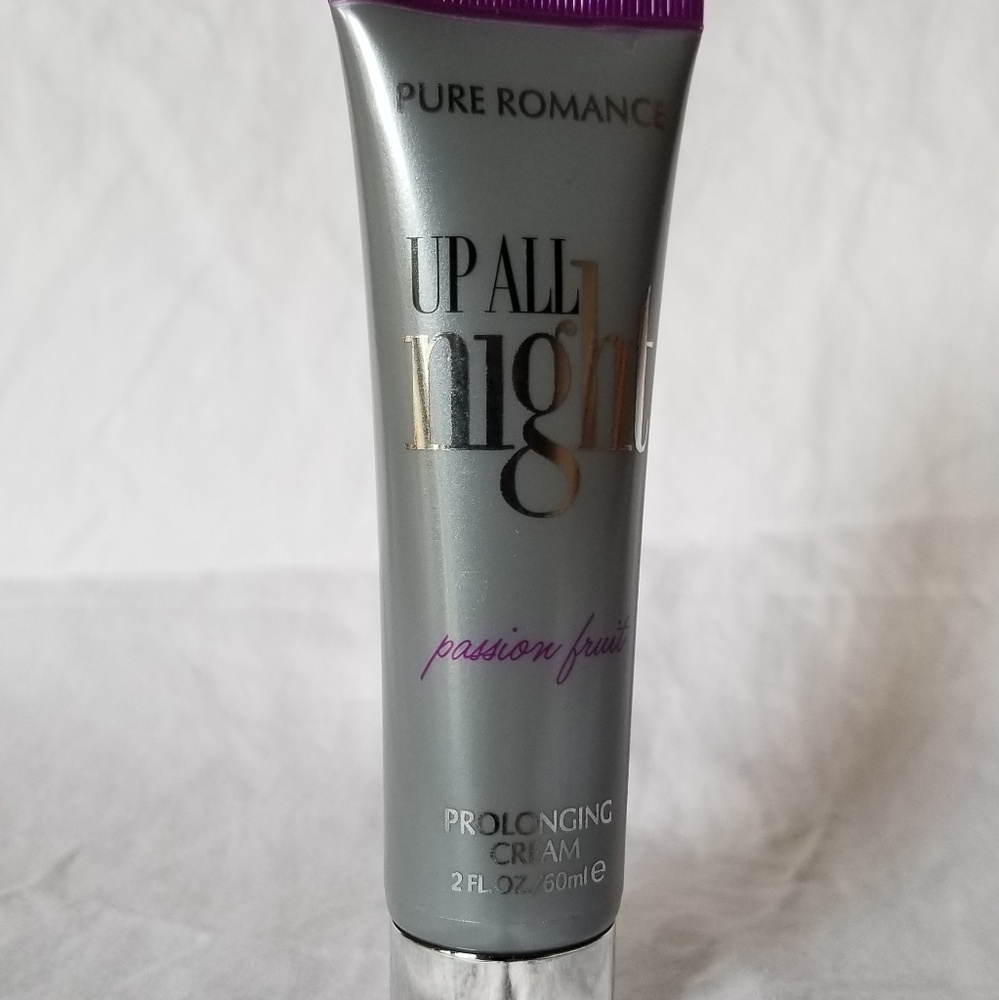 PURE ROMANCE
UP ALL
night
passion fruit
PROLONGING
CREAM
2 FL.OZ./60ml e